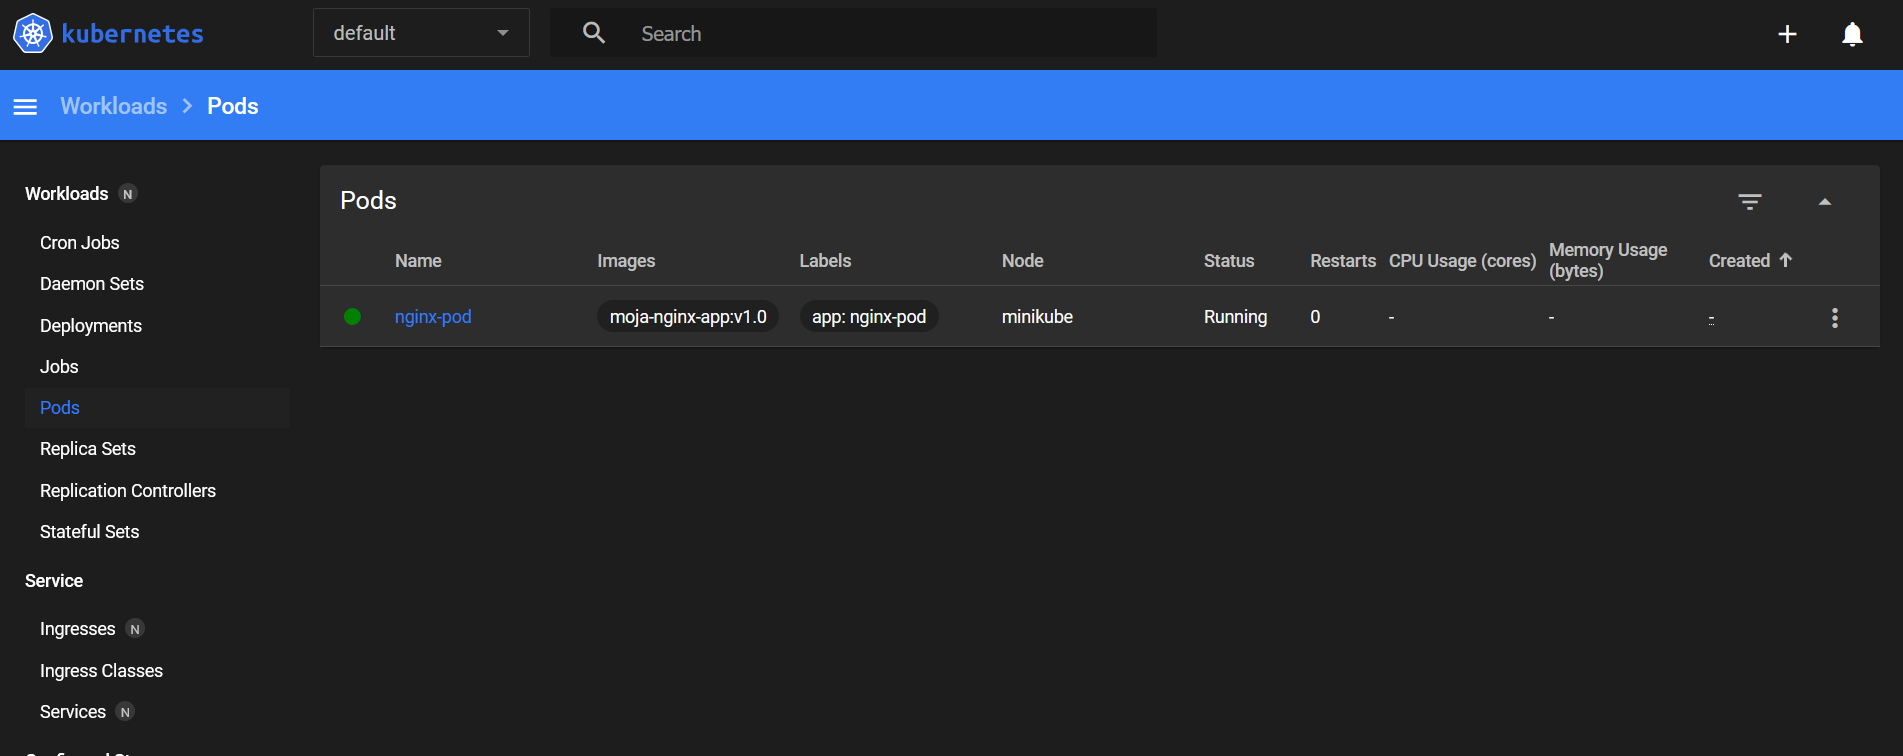 kubernetes
default
Search
Workloads > Pods
Workloads N
Cron Jobs
Daemon Sets
Deployments
Jobs
Pods
Replica Sets
Replication Controllers
Stateful Sets
Service
Ingresses N
Ingress Classes
Services N
Pods
Name Images Labels Node Status Restarts CPU Usage (cores) Memory Usage (bytes) Created
nginx-pod moja-nginx-app:v1.0 app: nginx-pod minikube Running 0 - - -